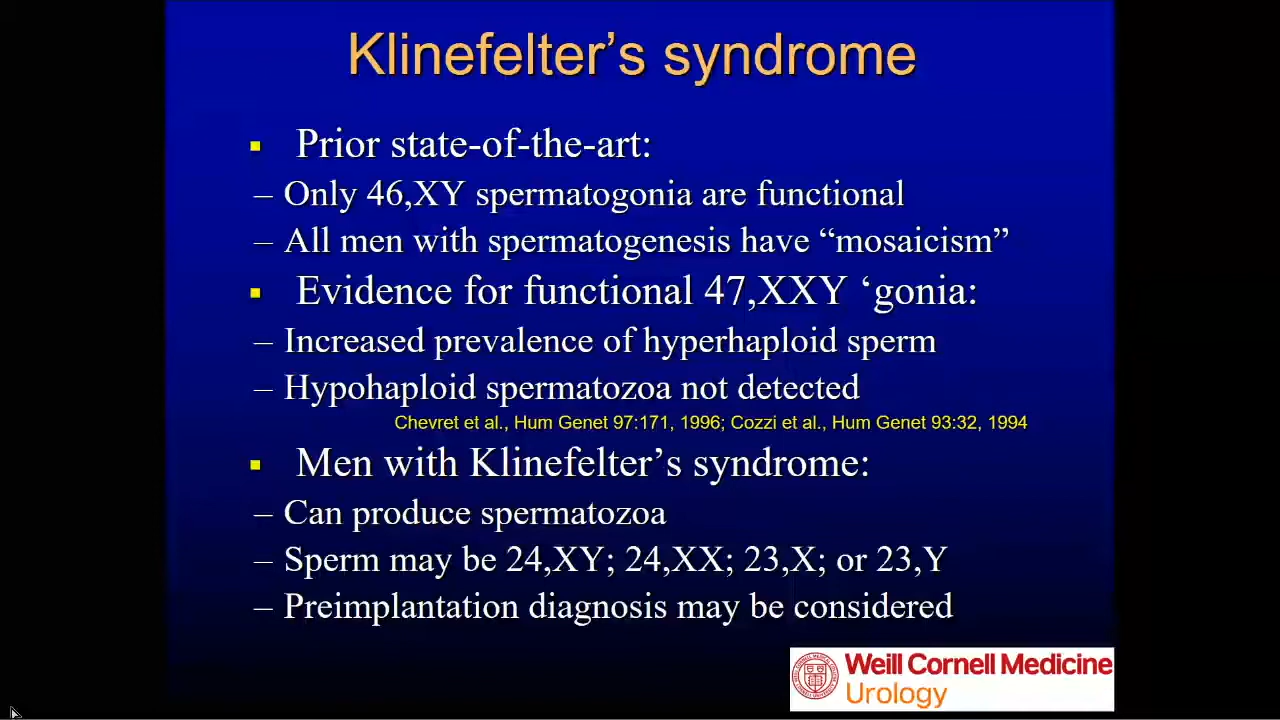 Klinefelter’s syndrome
▪ Prior state-of-the-art:
– Only 46,XY spermatogonia are functional
– All men with spermatogenesis have “mosaicism”
▪ Evidence for functional 47,XXY ‘gonia:
– Increased prevalence of hyperhaploid sperm
– Hypohaploid spermatozoa not detected
Chevret et al., Hum Genet 97:171, 1996; Cozzi et al., Hum Genet 93:32, 1994
▪ Men with Klinefelter’s syndrome:
– Can produce spermatozoa
– Sperm may be 24,XY; 24,XX; 23,X; or 23,Y
– Preimplantation diagnosis may be considered
Weill Cornell Medicine
Urology